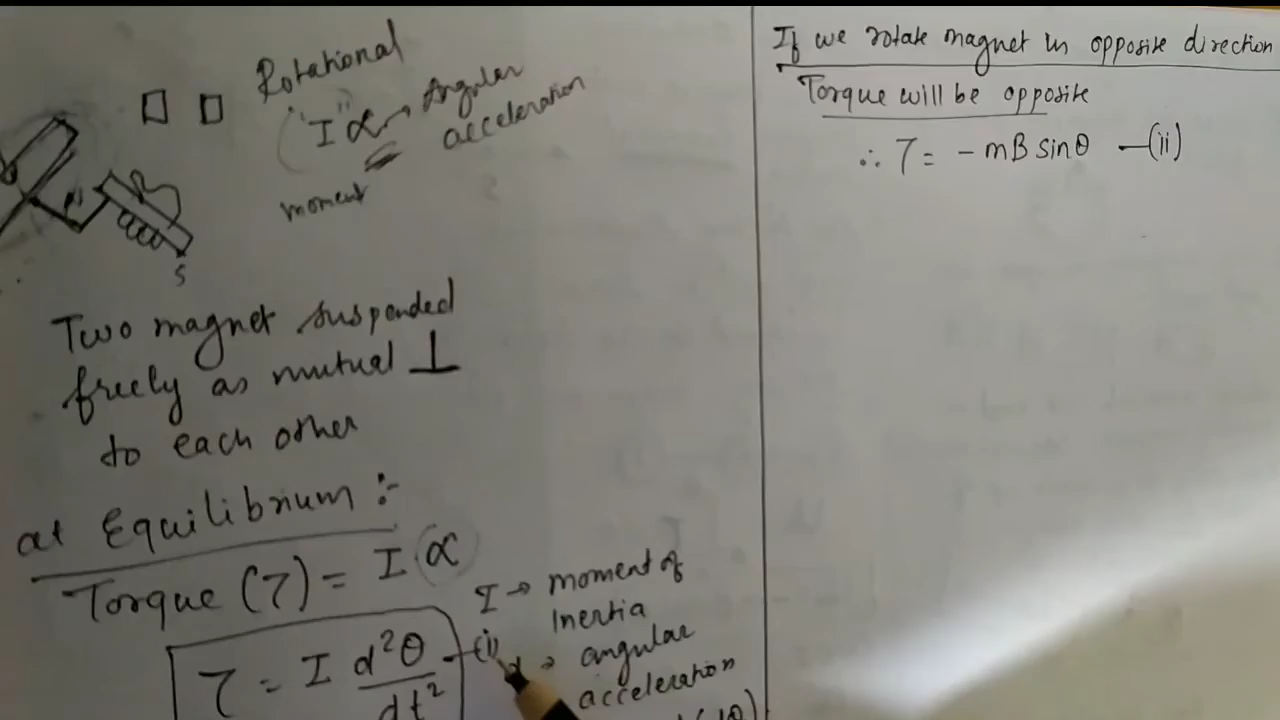 Rotational
"I" α → Angular
acceleration
moment
S
Two magnet suspended
freely as mutual ⊥
to each other
at Equilibrium :-
Torque (τ) = I α
τ = I d²θ/dt² —(i)
I → moment of
Inertia
α → angular
acceleration
If we rotate magnet in opposite direction
Torque will be opposite
∴ τ = - mB sinθ —(ii)